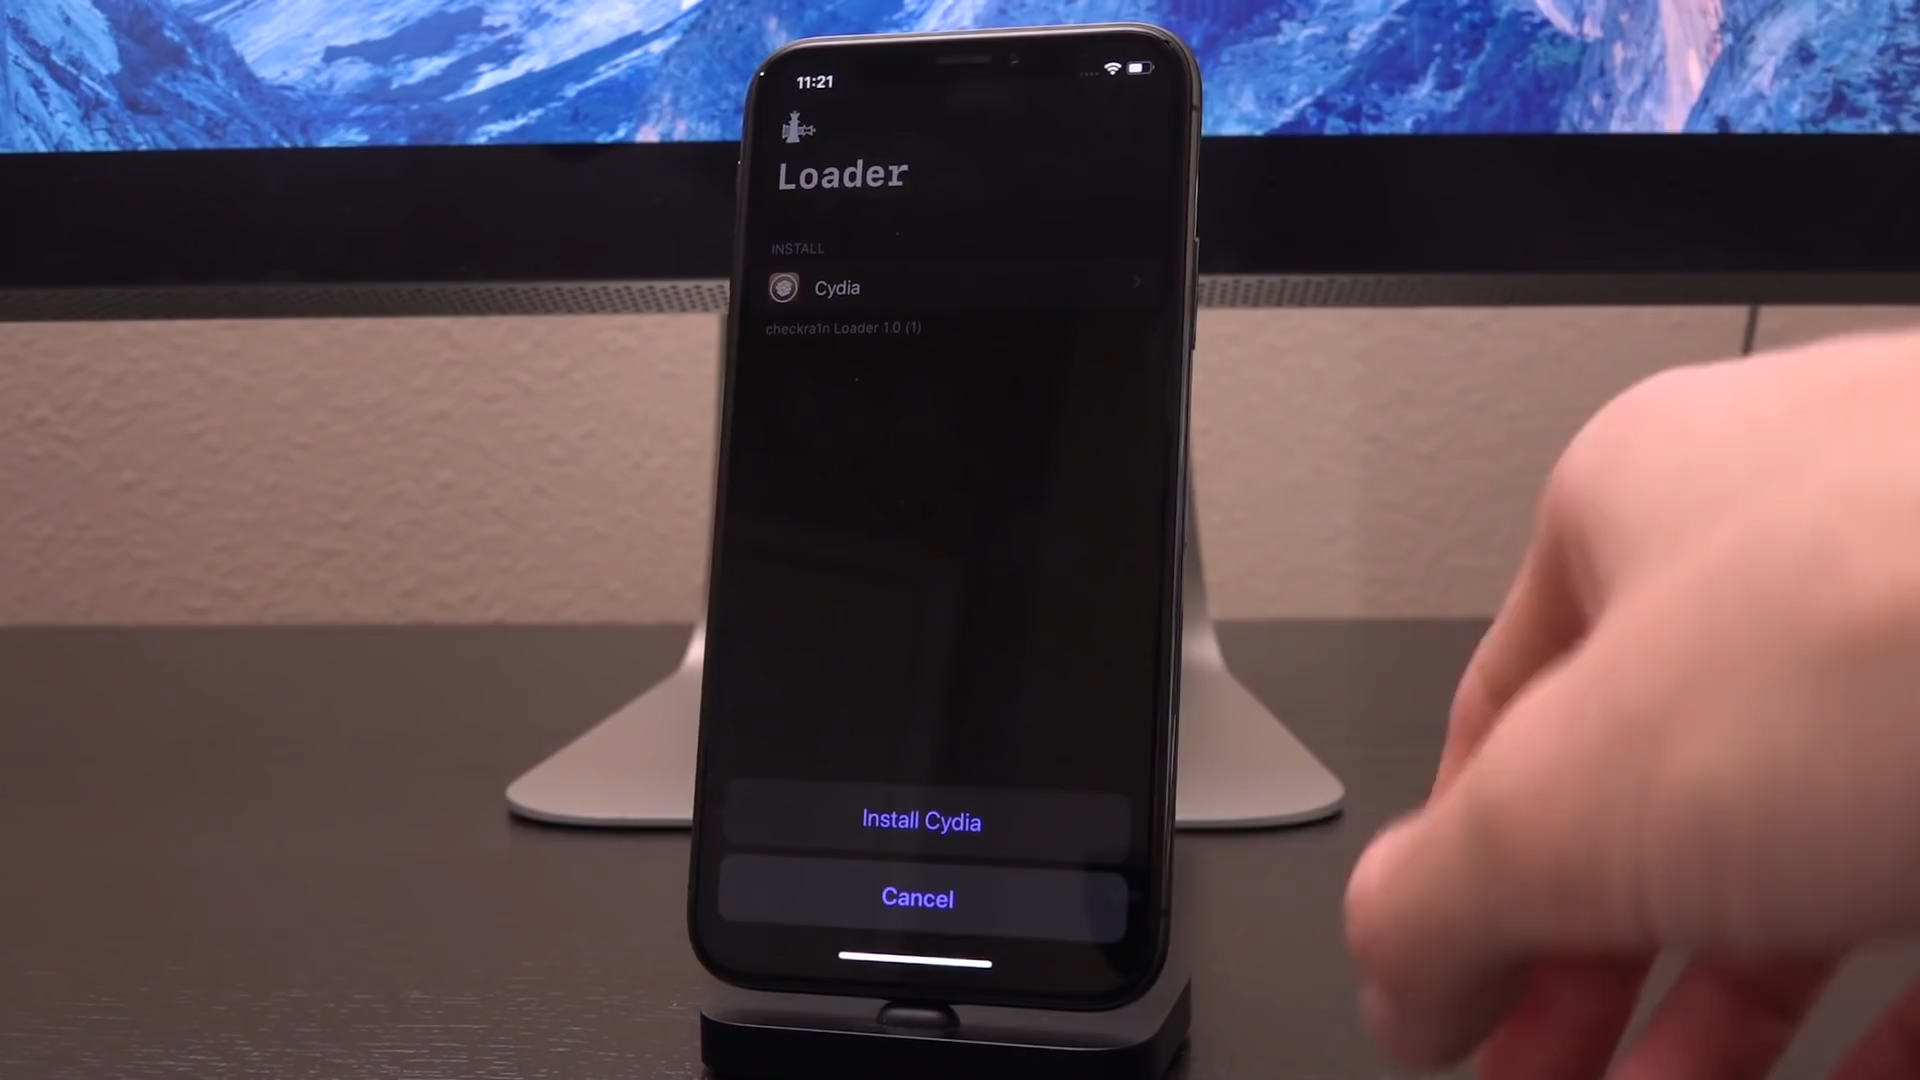 11:21
Loader
INSTALL
Cydia
checkra1n Loader 1.0 (1)
Install Cydia
Cancel